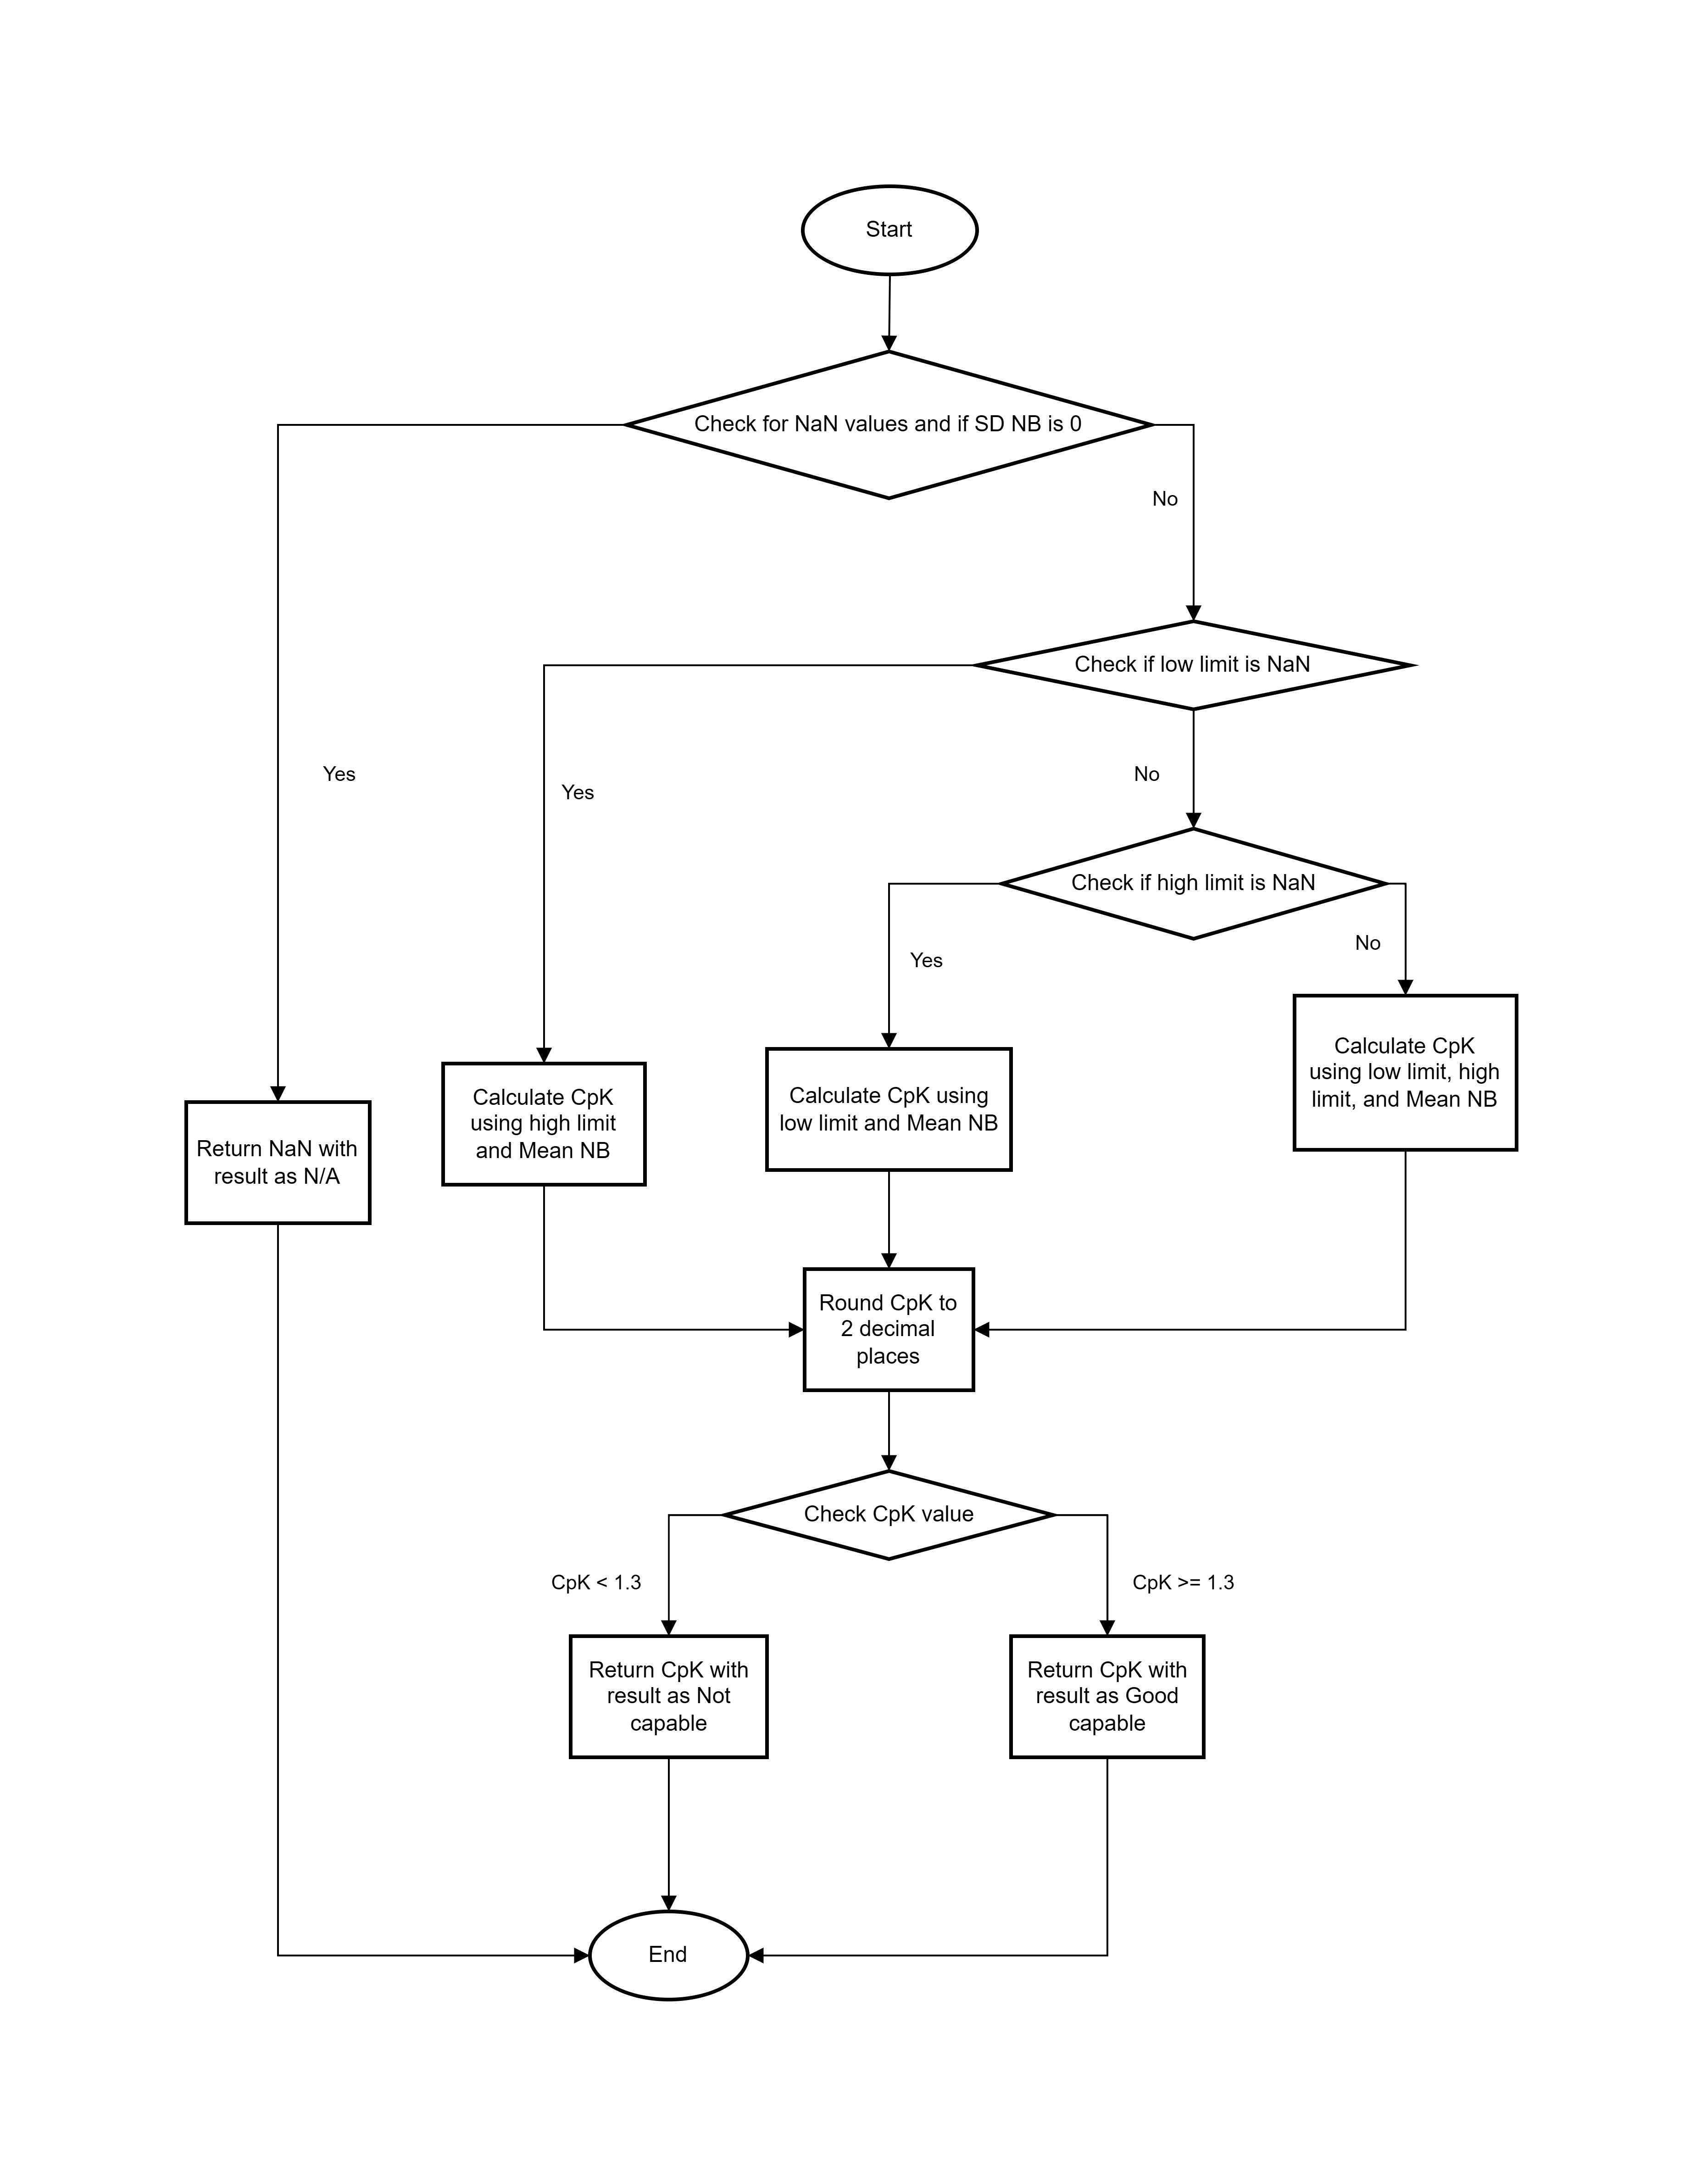 Start
Check for NaN values and if SD NB is 0
No
Check if low limit is NaN
Yes
Yes
No
Check if high limit is NaN
Yes
No
Calculate CpK
using low limit, high
limit, and Mean NB
Calculate CpK using
low limit and Mean NB
Calculate CpK
using high limit
and Mean NB
Return NaN with
result as N/A
Round CpK to
2 decimal
places
Check CpK value
CpK < 1.3
CpK >= 1.3
Return CpK with
result as Not
capable
Return CpK with
result as Good
capable
End